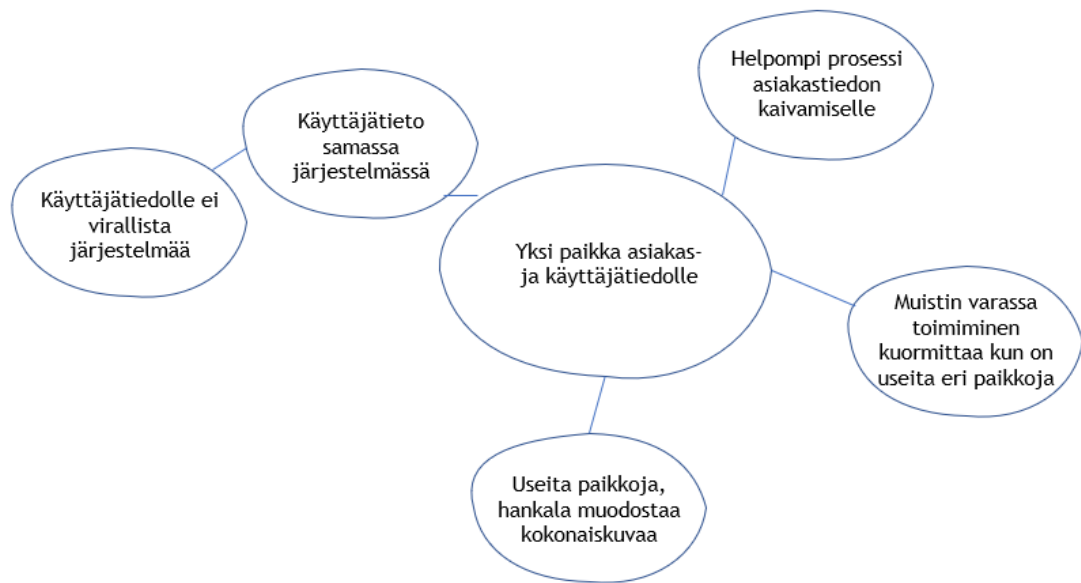 Helpompi prosessi
asiakastiedon
kaivamiselle
Käyttäjätieto
samassa
järjestelmässä
Käyttäjätiedolle ei
virallista
järjestelmää
Yksi paikka asiakas-
ja käyttäjätiedolle
Muistin varassa
toimiminen
kuormittaa kun on
useita eri paikkoja
Useita paikkoja,
hankala muodostaa
kokonaiskuvaa